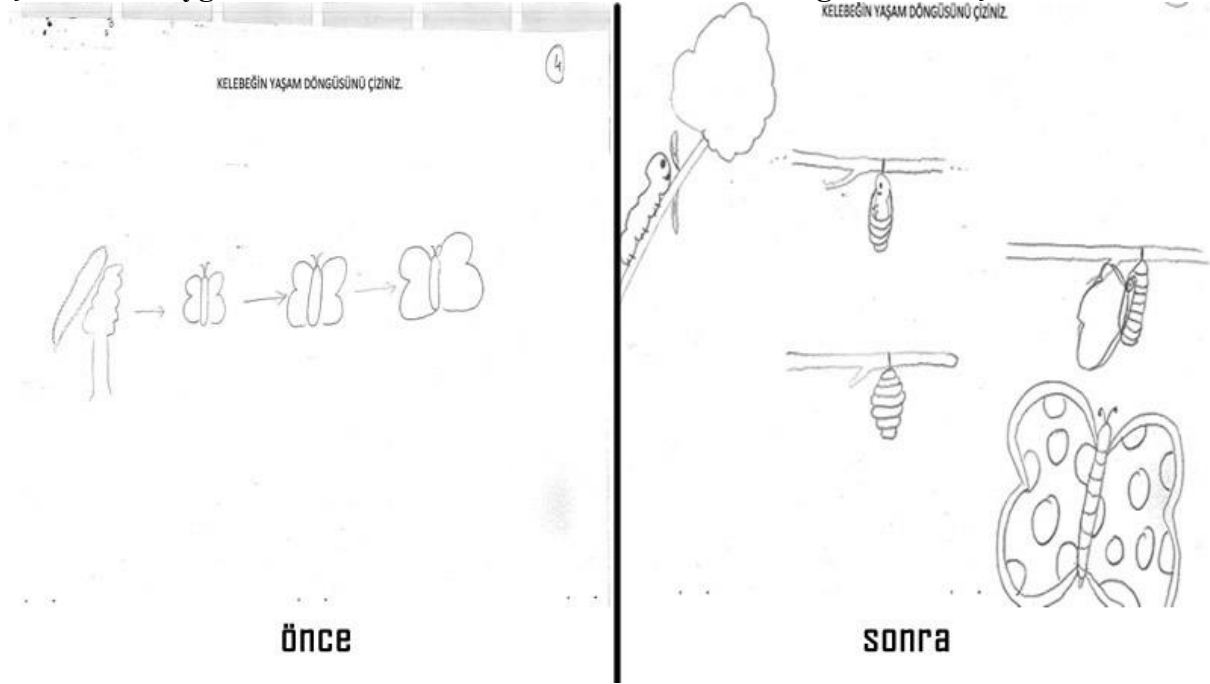 KELEBEĞİN YAŞAM DÖNGÜSÜNÜ ÇİZİNİZ.
4
önce
KELEBEĞİN YAŞAM DÖNGÜSÜNÜ ÇİZİNİZ.
sonra